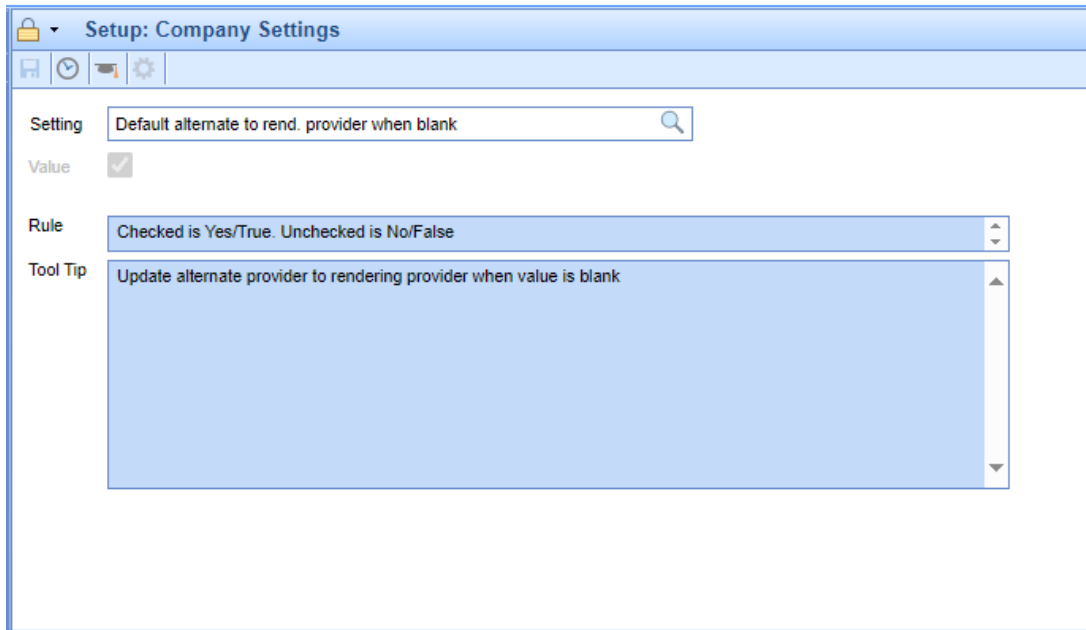 Setup: Company Settings
Setting
Default alternate to rend. provider when blank
Value
Rule
Checked is Yes/True. Unchecked is No/False
Tool Tip
Update alternate provider to rendering provider when value is blank